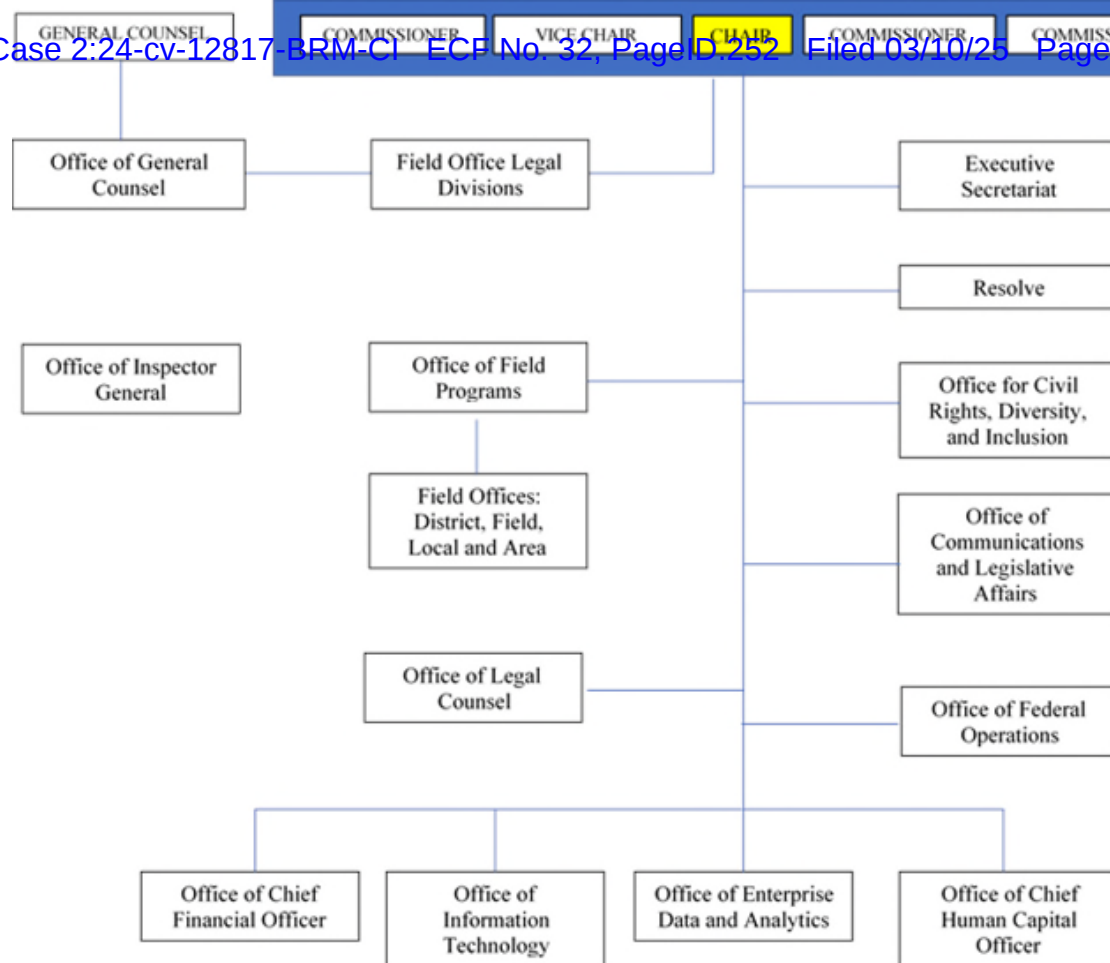 GENERAL COUNSEL
COMMISSIONER
VICE CHAIR
CHAIR
COMMISSIONER
COMMISS
Case 2:24-cv-12817-BRM-CI ECF No. 32, PageID.252 Filed 03/10/25 Page
Office of General
Counsel
Field Office Legal
Divisions
Executive
Secretariat
Resolve
Office of Inspector
General
Office of Field
Programs
Office for Civil
Rights, Diversity,
and Inclusion
Field Offices:
District, Field,
Local and Area
Office of
Communications
and Legislative
Affairs
Office of Legal
Counsel
Office of Federal
Operations
Office of Chief
Financial Officer
Office of
Information
Technology
Office of Enterprise
Data and Analytics
Office of Chief
Human Capital
Officer